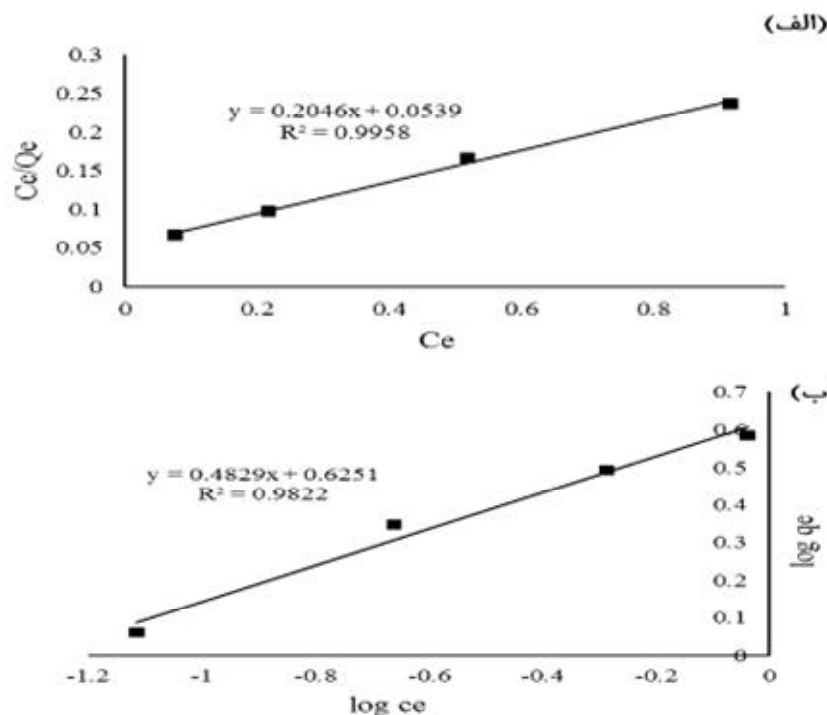 (الف)
0.3
0.25
0.2
0.15
0.1
0.05
0
Ce/Qe
y = 0.2046x + 0.0539
R² = 0.9958
0 0.2 0.4 0.6 0.8 1
Ce
0.7
0.6
0.5
0.4
0.3
0.2
0.1
0
log qe
y = 0.4829x + 0.6251
R² = 0.9822
-1.2 -1 -0.8 -0.6 -0.4 -0.2 0
log ce